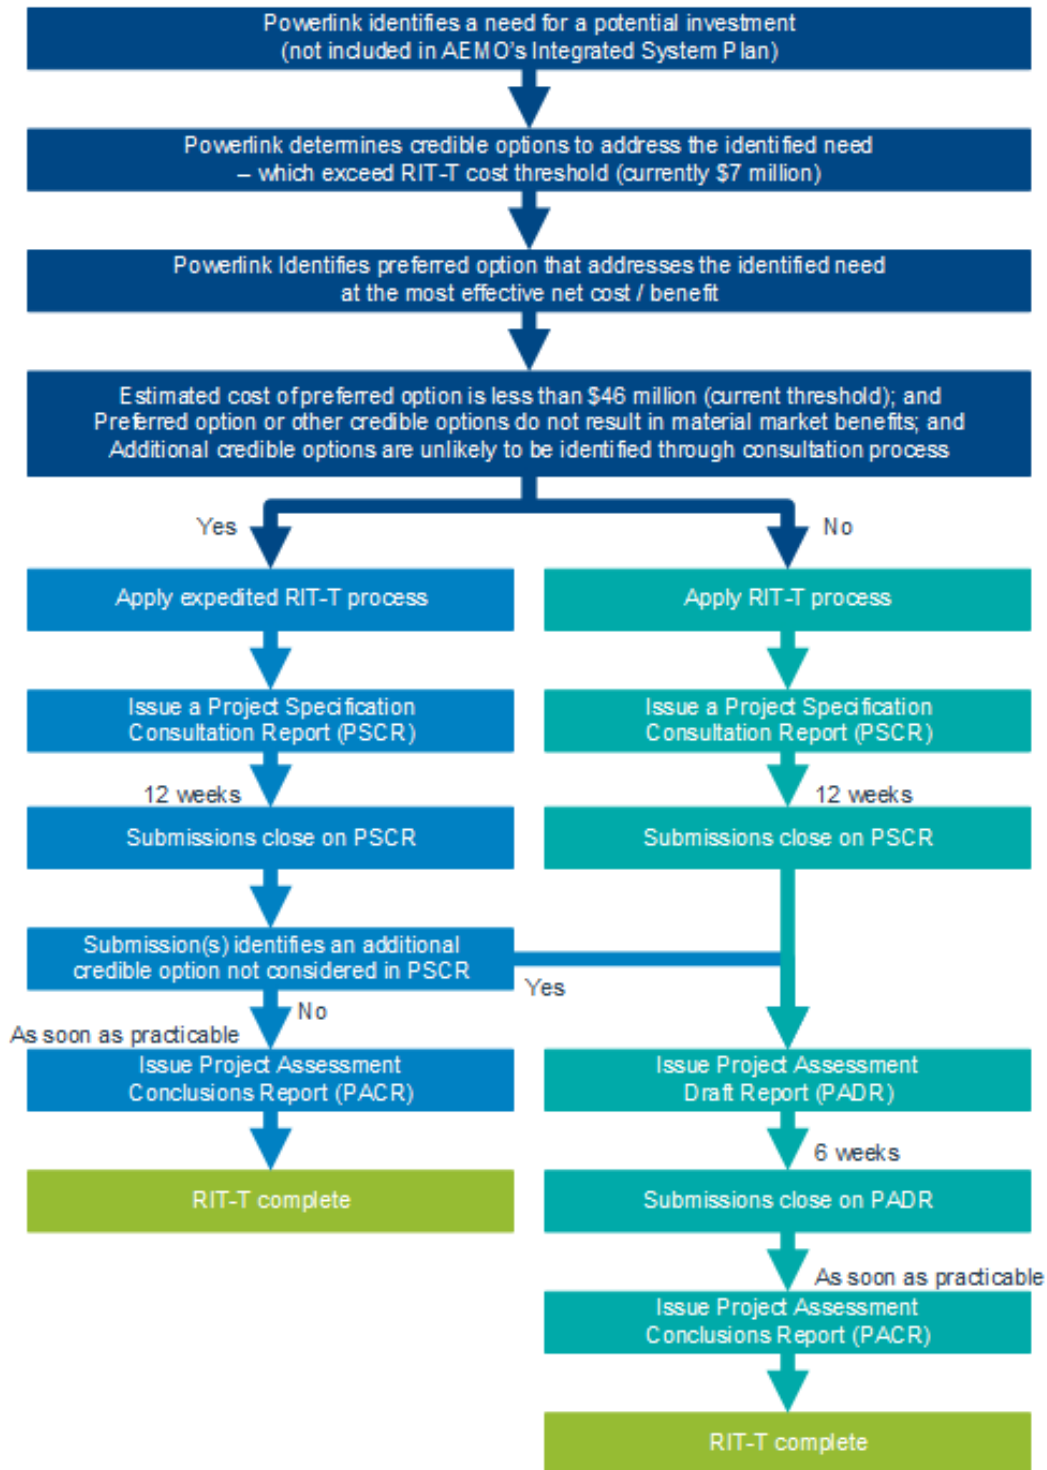 Powerlink identifies a need for a potential investment
(not included in AEMO's Integrated System Plan)
Powerlink determines credible options to address the identified need
– which exceed RIT-T cost threshold (currently $7 million)
Powerlink Identifies preferred option that addresses the identified need
at the most effective net cost / benefit
Estimated cost of preferred option is less than $46 million (current threshold); and
Preferred option or other credible options do not result in material market benefits; and
Additional credible options are unlikely to be identified through consultation process
Yes
No
Apply expedited RIT-T process
Apply RIT-T process
Issue a Project Specification
Consultation Report (PSCR)
Issue a Project Specification
Consultation Report (PSCR)
12 weeks
12 weeks
Submissions close on PSCR
Submissions close on PSCR
Submission(s) identifies an additional
credible option not considered in PSCR
Yes
No
As soon as practicable
Issue Project Assessment
Conclusions Report (PACR)
Issue Project Assessment
Draft Report (PADR)
6 weeks
RIT-T complete
Submissions close on PADR
As soon as practicable
Issue Project Assessment
Conclusions Report (PACR)
RIT-T complete